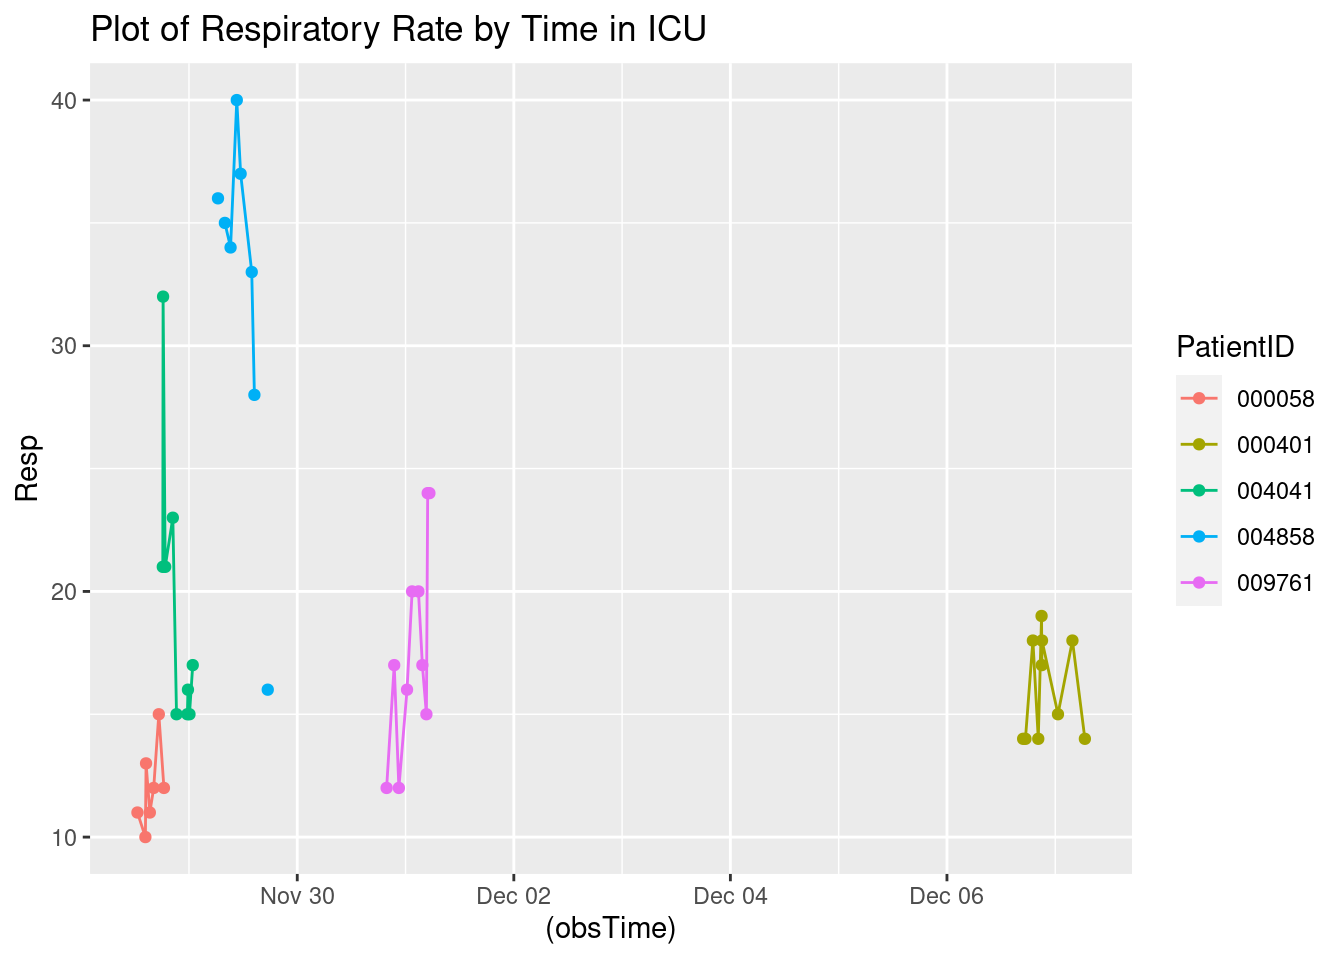 Plot of Respiratory Rate by Time in ICU
40
30
20
10
Resp
Nov 30
Dec 02
Dec 04
Dec 06
(obsTime)
PatientID
000058
000401
004041
004858
009761